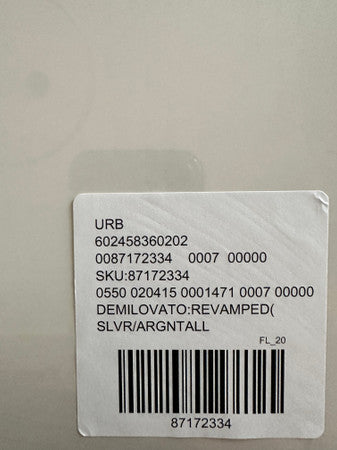 URB
602458360202
0087172334 0007 00000
SKU:87172334
0550 020415 0001471 0007 00000
DEMILOVATO:REVAMPED(
SLVR/ARGNTALL
FL_20
87172334